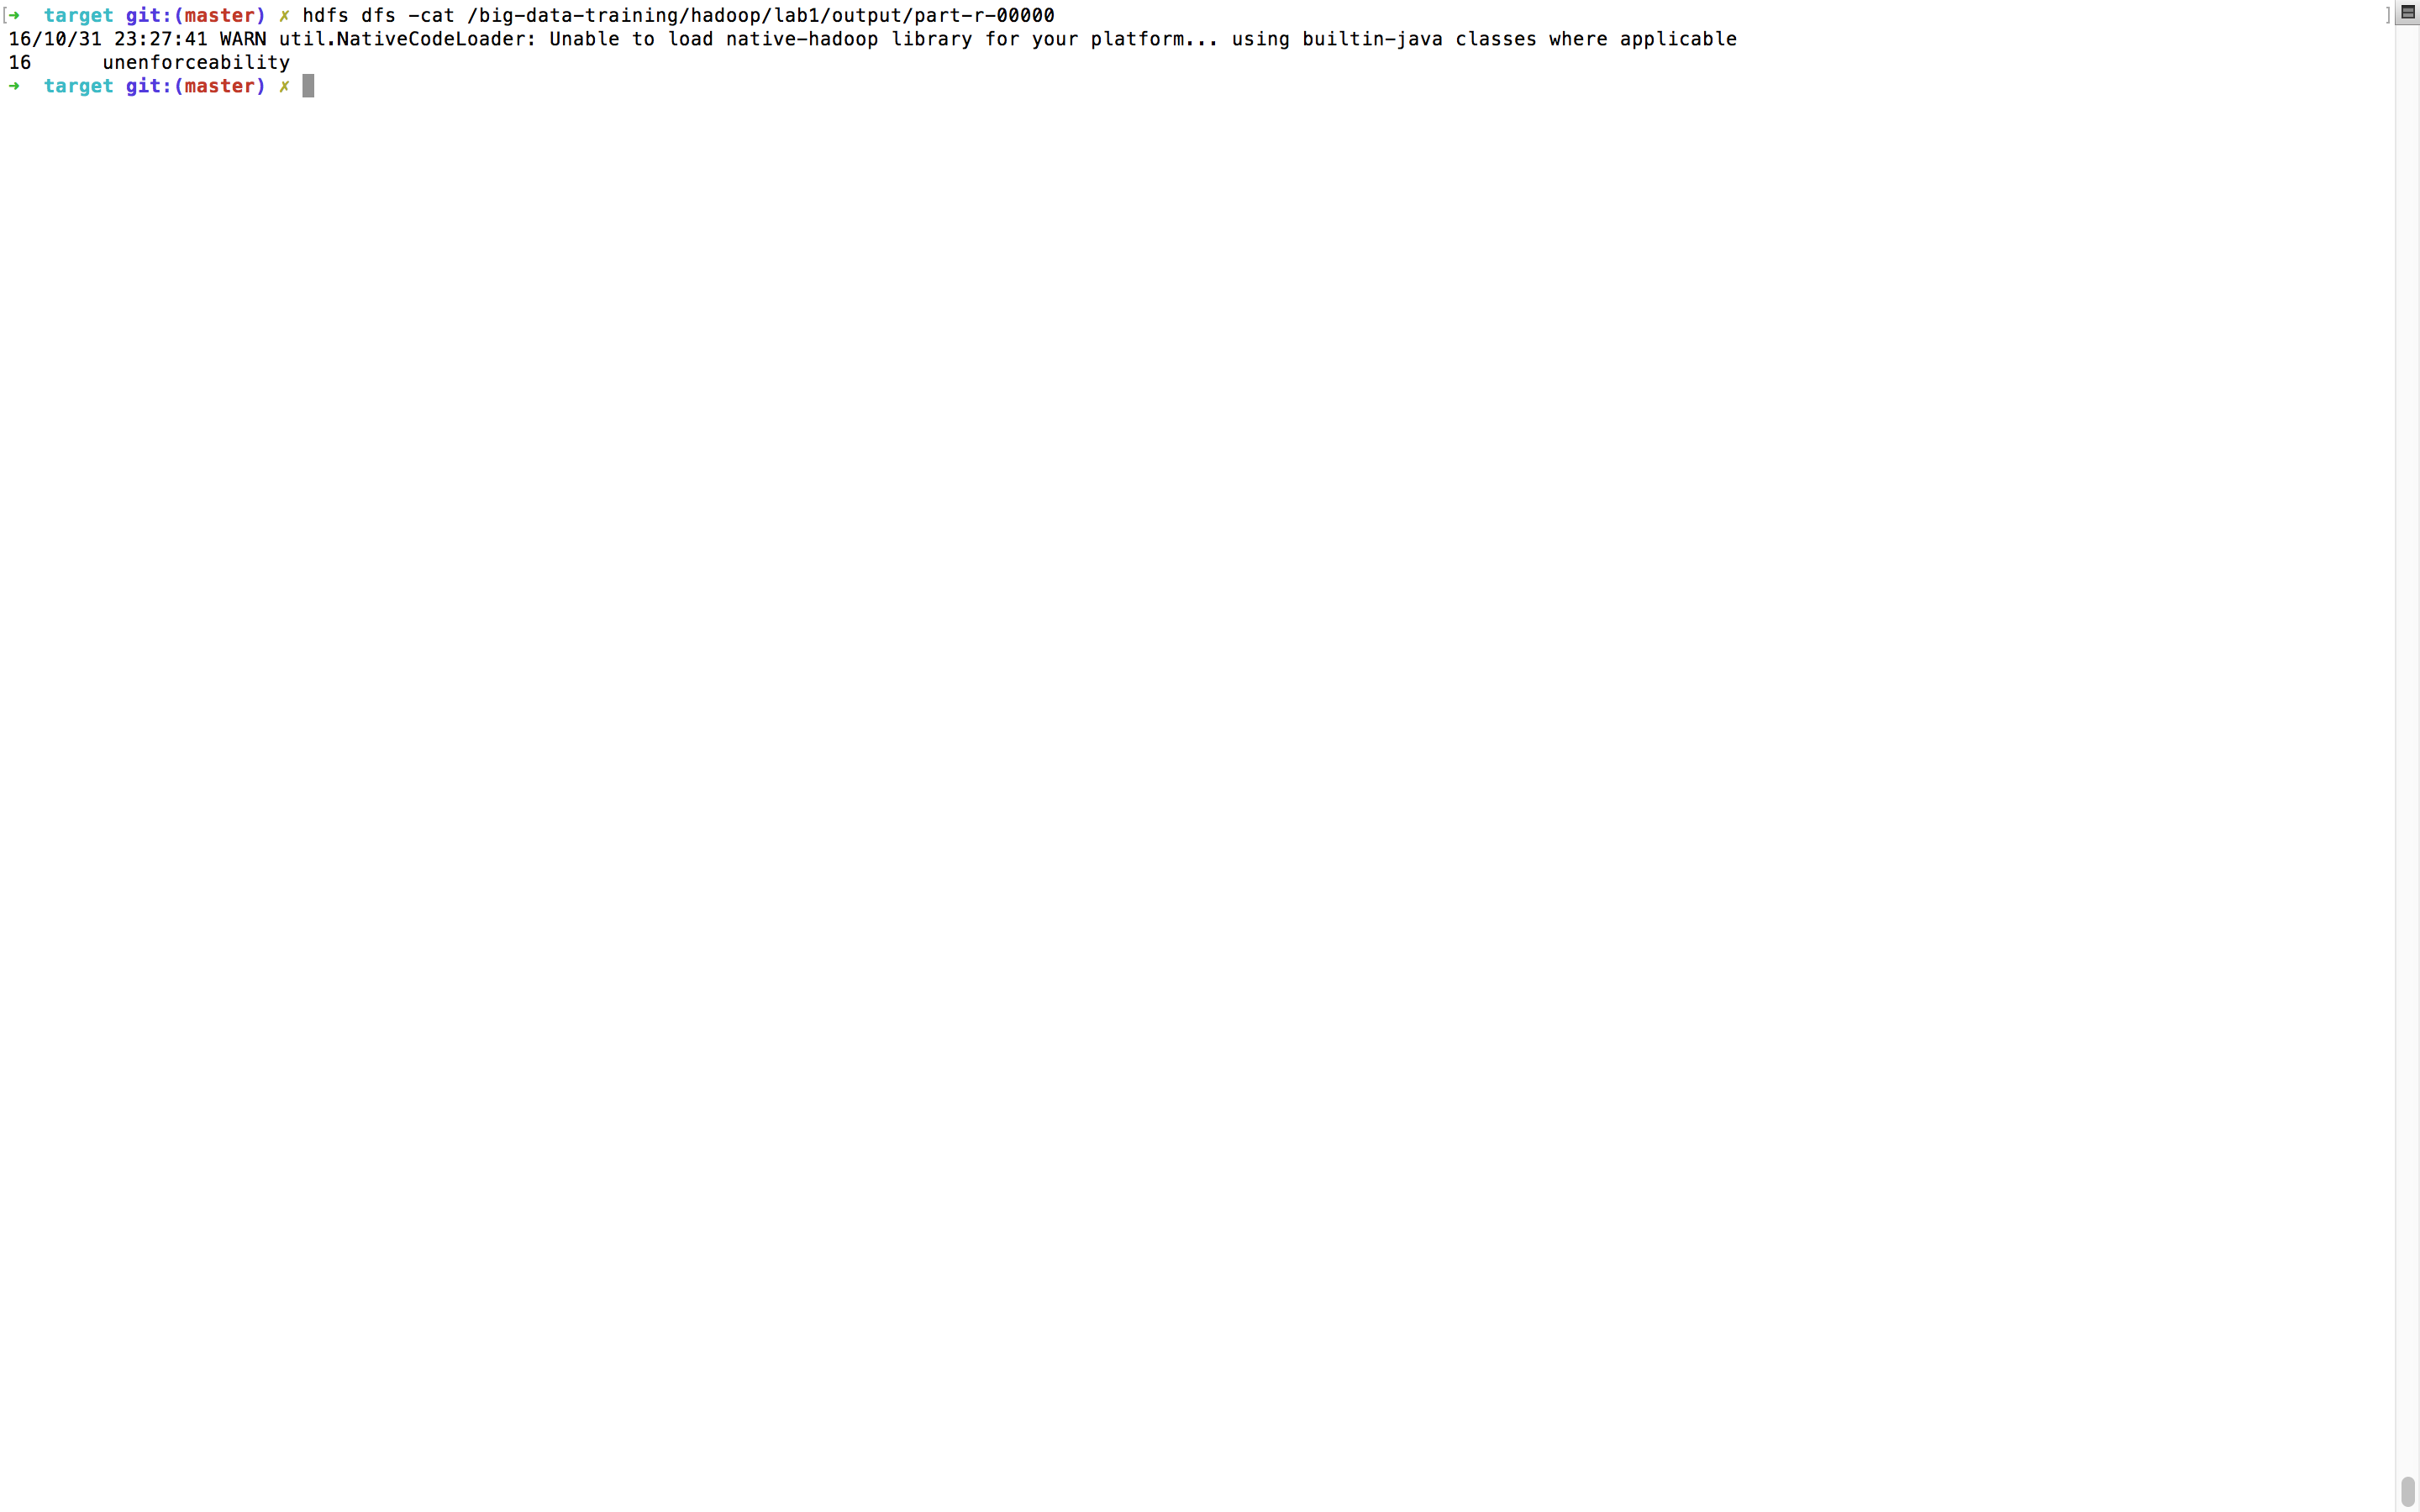 [➜  target git:(master) ✗ hdfs dfs -cat /big-data-training/hadoop/lab1/output/part-r-00000 ]
16/10/31 23:27:41 WARN util.NativeCodeLoader: Unable to load native-hadoop library for your platform... using builtin-java classes where applicable
16      unenforceability
➜  target git:(master) ✗